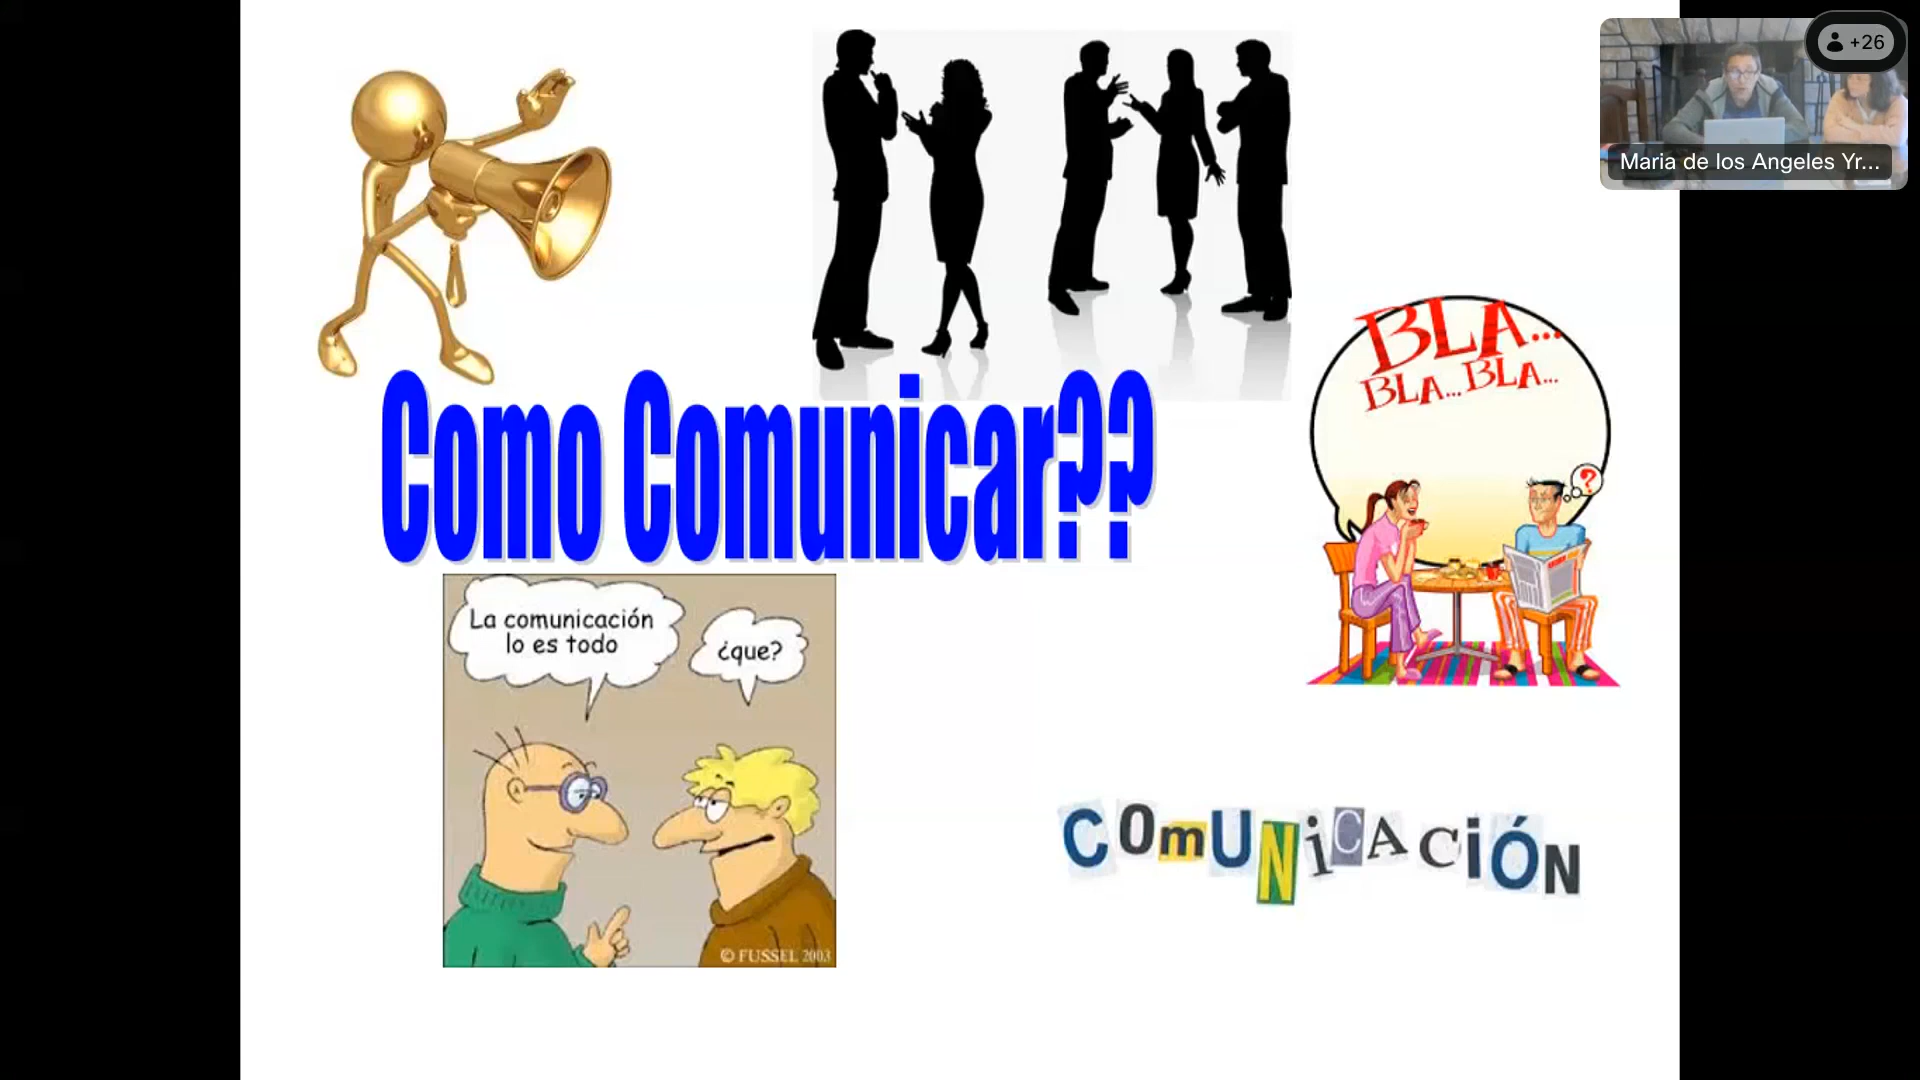 +26
Maria de los Angeles Yr...
BLA...
BLA... BLA...
Como Comunicar??
?
La comunicación
lo es todo
¿que?
© FUSSEL 2003
COmUNiCACiÓN